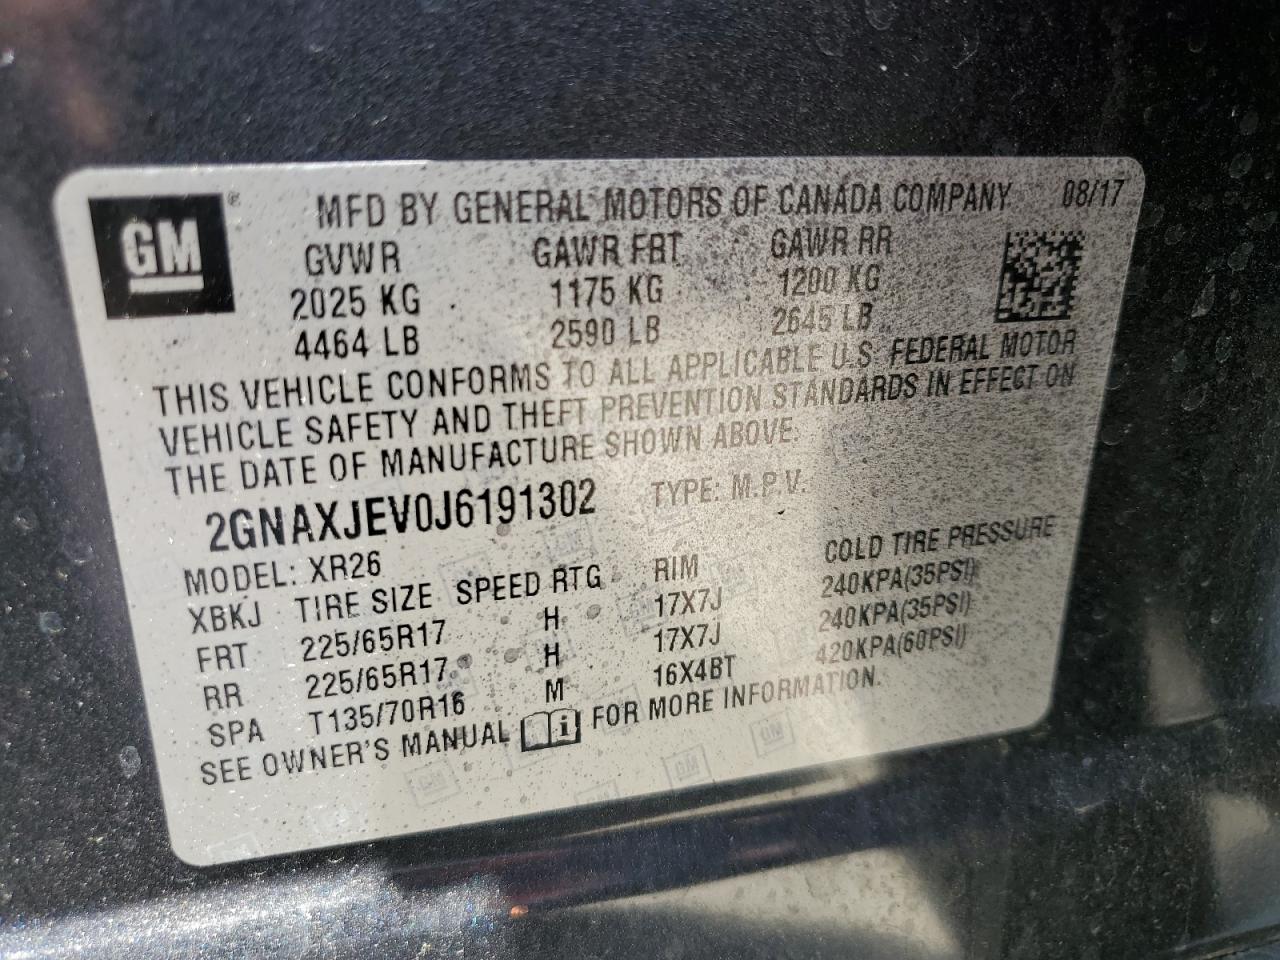 GM ® MFD BY GENERAL MOTORS OF CANADA COMPANY 08/17
GVWR GAWR FRT GAWR RR
2025 KG 1175 KG 1200 KG
4464 LB 2590 LB 2645 LB
THIS VEHICLE CONFORMS TO ALL APPLICABLE U.S. FEDERAL MOTOR
VEHICLE SAFETY AND THEFT PREVENTION STANDARDS IN EFFECT ON
THE DATE OF MANUFACTURE SHOWN ABOVE.
2GNAXJEV0J6191302 TYPE: M.P.V.
MODEL: XR26
XBKJ TIRE SIZE SPEED RTG RIM COLD TIRE PRESSURE
FRT 225/65R17 H 17X7J 240KPA(35PSI)
RR 225/65R17 H 17X7J 240KPA(35PSI)
SPA T135/70R16 M 16X4BT 420KPA(60PSI)
SEE OWNER'S MANUAL i FOR MORE INFORMATION.
GM GM GM